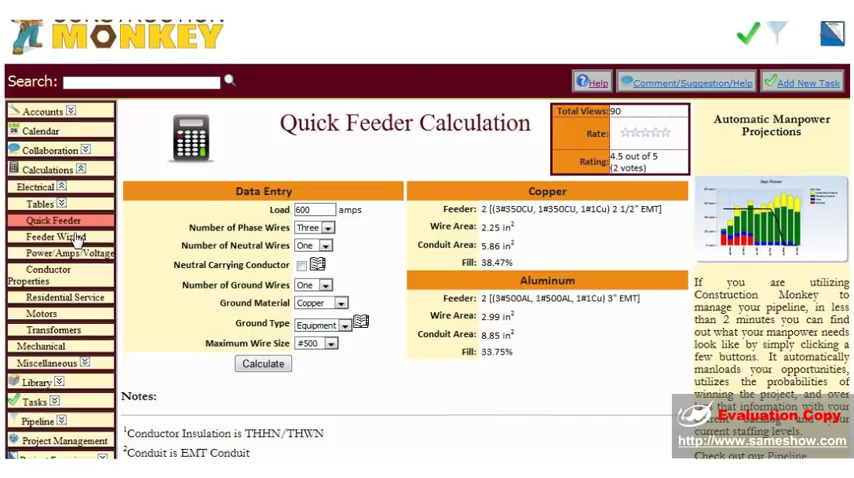 CONSTRUCTION
MONKEY
Search:
Help
Comment/Suggestion/Help
Add New Task
Accounts
Calendar
Collaboration
Calculations
Electrical
Tables
Quick Feeder
Feeder Wizard
Power/Amps/Voltage
Conductor
Properties
Residential Service
Motors
Transformers
Mechanical
Miscellaneous
Library
Tasks
Pipeline
Project Management
Quick Feeder Calculation
Total Views: 90
Rate:
Rating: 4.5 out of 5
(2 votes)
Data Entry
Load 600 amps
Number of Phase Wires Three
Number of Neutral Wires One
Neutral Carrying Conductor
Number of Ground Wires One
Ground Material Copper
Ground Type Equipment
Maximum Wire Size #500
Calculate
Copper
Feeder: 2 [(3#350CU, 1#350CU, 1#1Cu) 2 1/2" EMT]
Wire Area: 2.25 in²
Conduit Area: 5.86 in²
Fill: 38.47%
Aluminum
Feeder: 2 [(3#500AL, 1#500AL, 1#1Cu) 3" EMT]
Wire Area: 2.99 in²
Conduit Area: 8.85 in²
Fill: 33.75%
Notes:
¹Conductor Insulation is THHN/THWN
²Conduit is EMT Conduit
Automatic Manpower
Projections
If you are utilizing
Construction Monkey to
manage your pipeline, in less
than 2 minutes you can find
out what your manpower needs
look like by simply clicking a
few buttons. It automatically
manloads your opportunities,
utilizes the probabilities of
winning the project, and over
that information with your
current staffing levels.
Check out our Pipeline
Evaluation Copy
http://www.sameshow.com